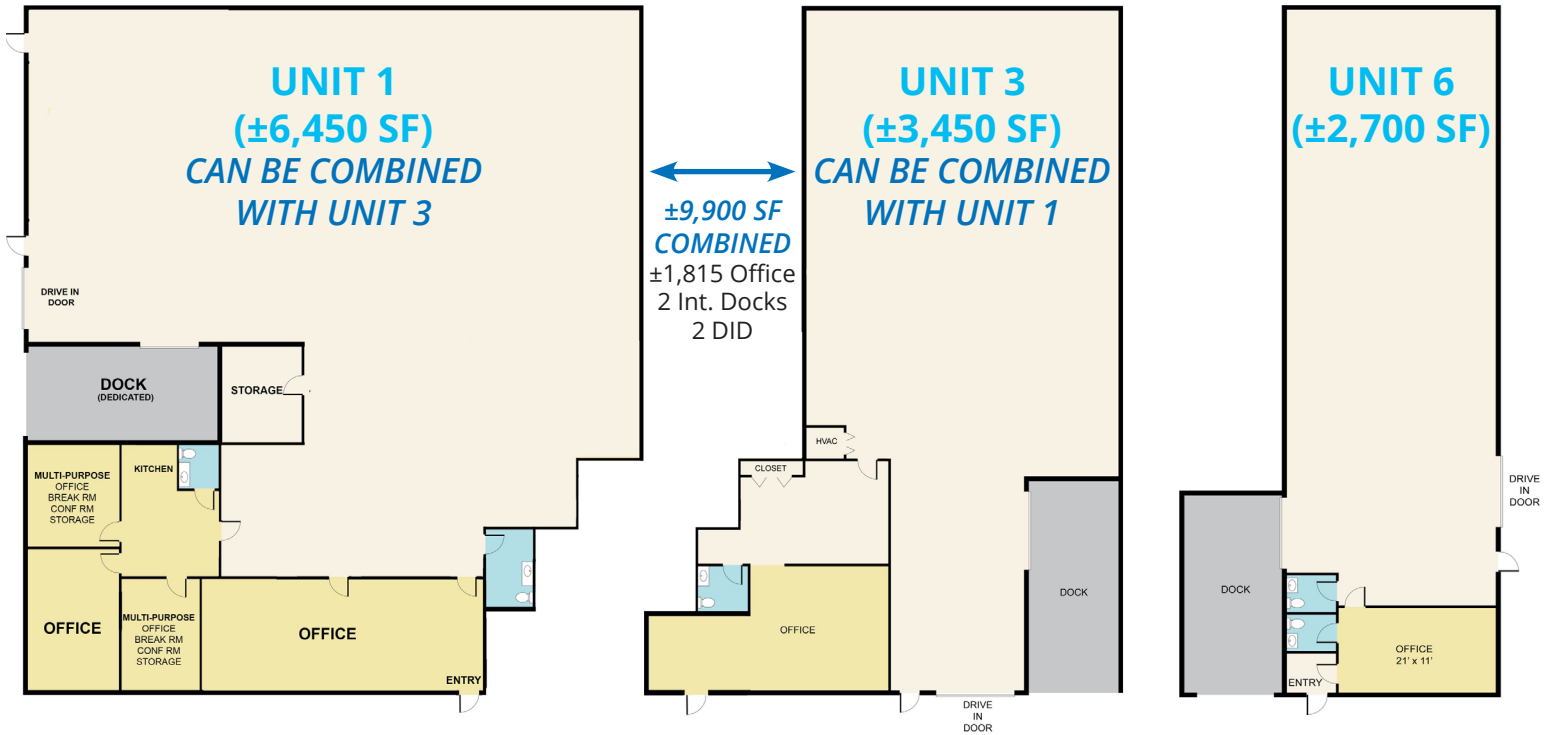 UNIT 1
(±6,450 SF)
CAN BE COMBINED
WITH UNIT 3
DRIVE IN
DOOR
DOCK
(DEDICATED)
STORAGE
MULTI-PURPOSE
OFFICE
BREAK RM
CONF RM
STORAGE
KITCHEN
OFFICE
MULTI-PURPOSE
OFFICE
BREAK RM
CONF RM
STORAGE
OFFICE
ENTRY
±9,900 SF
COMBINED
±1,815 Office
2 Int. Docks
2 DID
UNIT 3
(±3,450 SF)
CAN BE COMBINED
WITH UNIT 1
HVAC
CLOSET
OFFICE
DOCK
DRIVE
IN
DOOR
UNIT 6
(±2,700 SF)
DRIVE
IN
DOOR
DOCK
OFFICE
21' x 11'
ENTRY